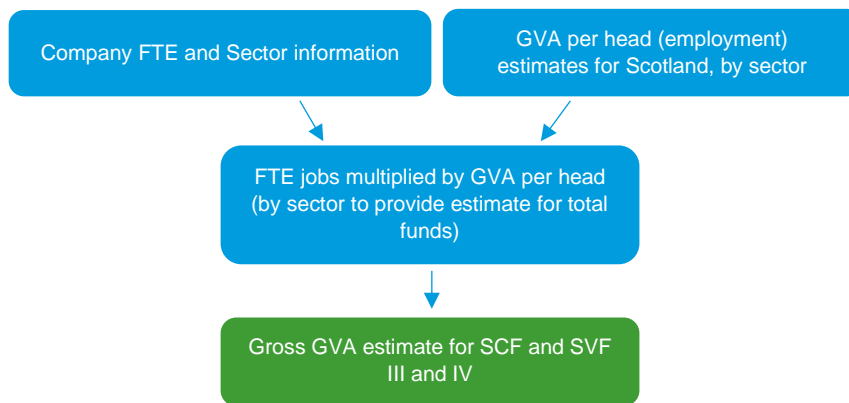 Company FTE and Sector information
GVA per head (employment)
estimates for Scotland, by sector
FTE jobs multiplied by GVA per head
(by sector to provide estimate for total
funds)
Gross GVA estimate for SCF and SVF
III and IV